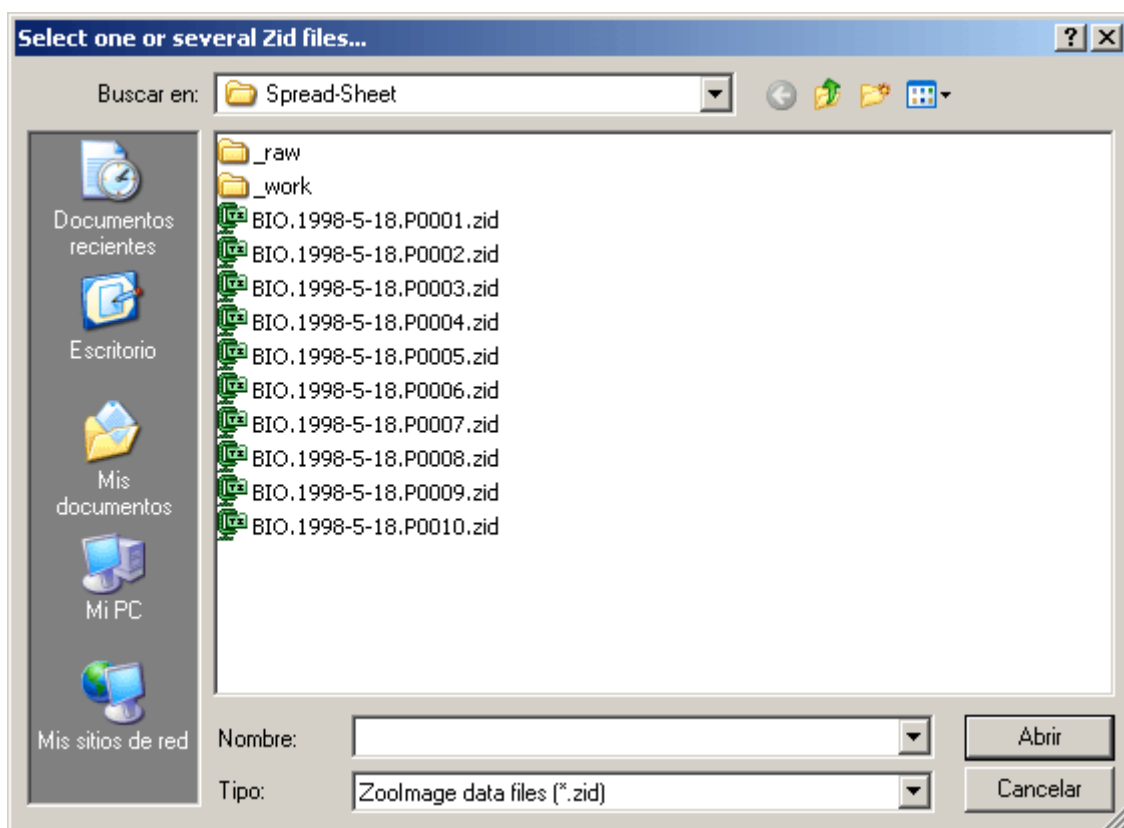 Select one or several Zid files...
Buscar en: Spread-Sheet
_raw
_work
BIO.1998-5-18.P0001.zid
BIO.1998-5-18.P0002.zid
BIO.1998-5-18.P0003.zid
BIO.1998-5-18.P0004.zid
BIO.1998-5-18.P0005.zid
BIO.1998-5-18.P0006.zid
BIO.1998-5-18.P0007.zid
BIO.1998-5-18.P0008.zid
BIO.1998-5-18.P0009.zid
BIO.1998-5-18.P0010.zid
Documentos
recientes
Escritorio
Mis
documentos
Mi PC
Mis sitios de red
Nombre:
Abrir
Tipo: ZooImage data files (*.zid)
Cancelar